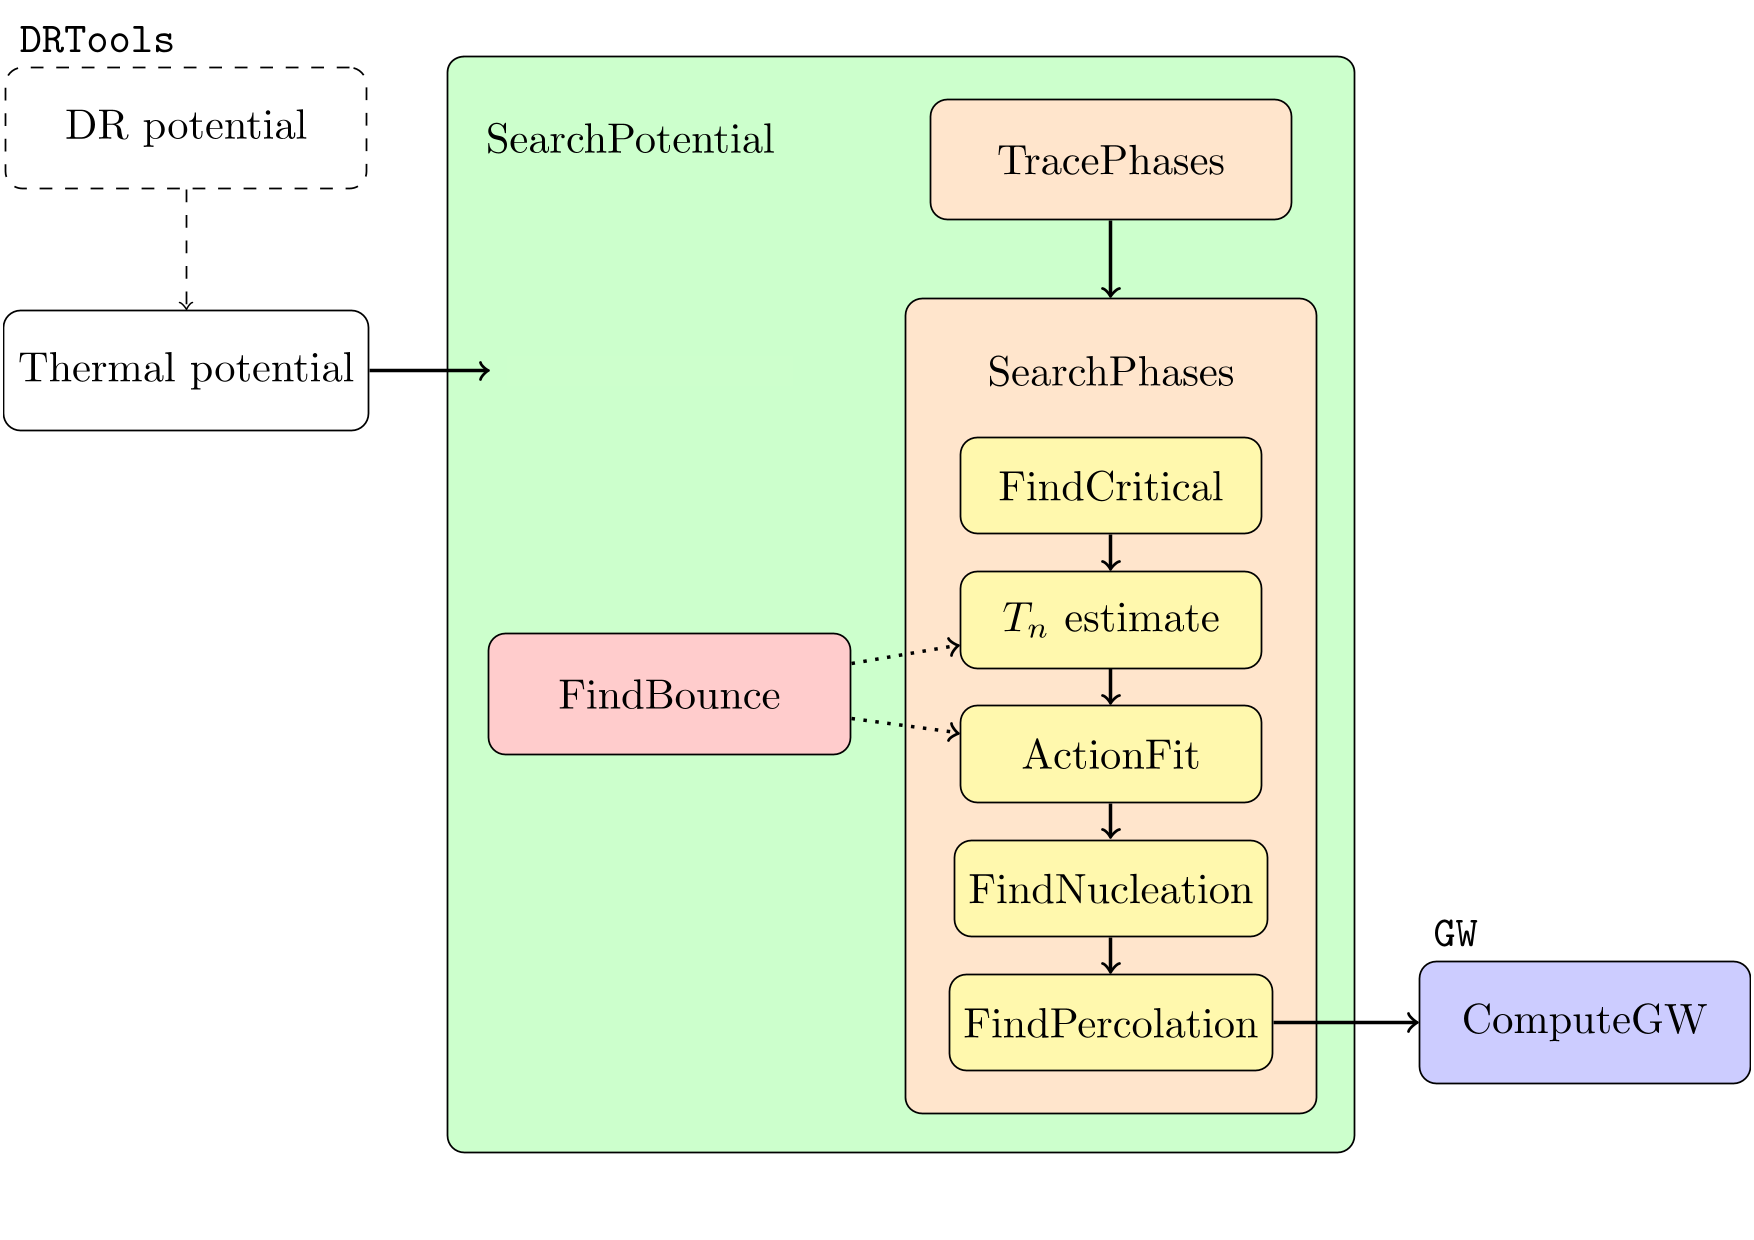 DRTools
DR potential
Thermal potential
SearchPotential
TracePhases
SearchPhases
FindCritical
Tₙ estimate
FindBounce
ActionFit
FindNucleation
FindPercolation
GW
ComputeGW